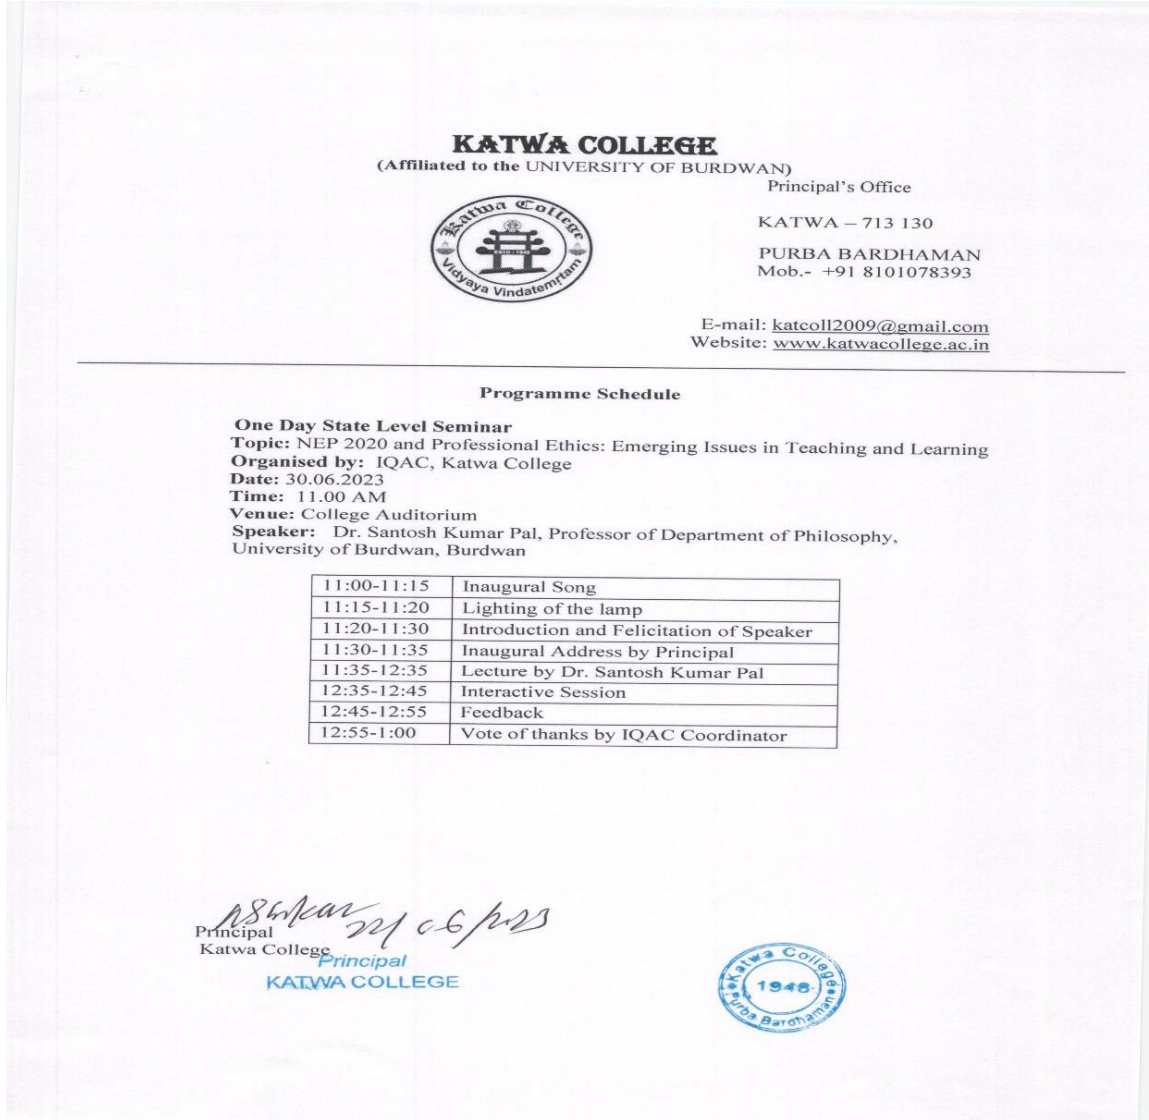 KATWA COLLEGE
(Affiliated to the UNIVERSITY OF BURDWAN)
Principal's Office
KATWA – 713 130
PURBA BARDHAMAN
Mob.- +91 8101078393
Katwa College
Vidyaya Vindatemrtam
E-mail: katcoll2009@gmail.com
Website: www.katwacollege.ac.in
Programme Schedule
One Day State Level Seminar
Topic: NEP 2020 and Professional Ethics: Emerging Issues in Teaching and Learning
Organised by: IQAC, Katwa College
Date: 30.06.2023
Time: 11.00 AM
Venue: College Auditorium
Speaker: Dr. Santosh Kumar Pal, Professor of Department of Philosophy,
University of Burdwan, Burdwan
11:00-11:15 Inaugural Song
11:15-11:20 Lighting of the lamp
11:20-11:30 Introduction and Felicitation of Speaker
11:30-11:35 Inaugural Address by Principal
11:35-12:35 Lecture by Dr. Santosh Kumar Pal
12:35-12:45 Interactive Session
12:45-12:55 Feedback
12:55-1:00 Vote of thanks by IQAC Coordinator
22/06/2023
Principal
Katwa College
Principal
KATWA COLLEGE
Katwa College
1948
Purba Bardhaman